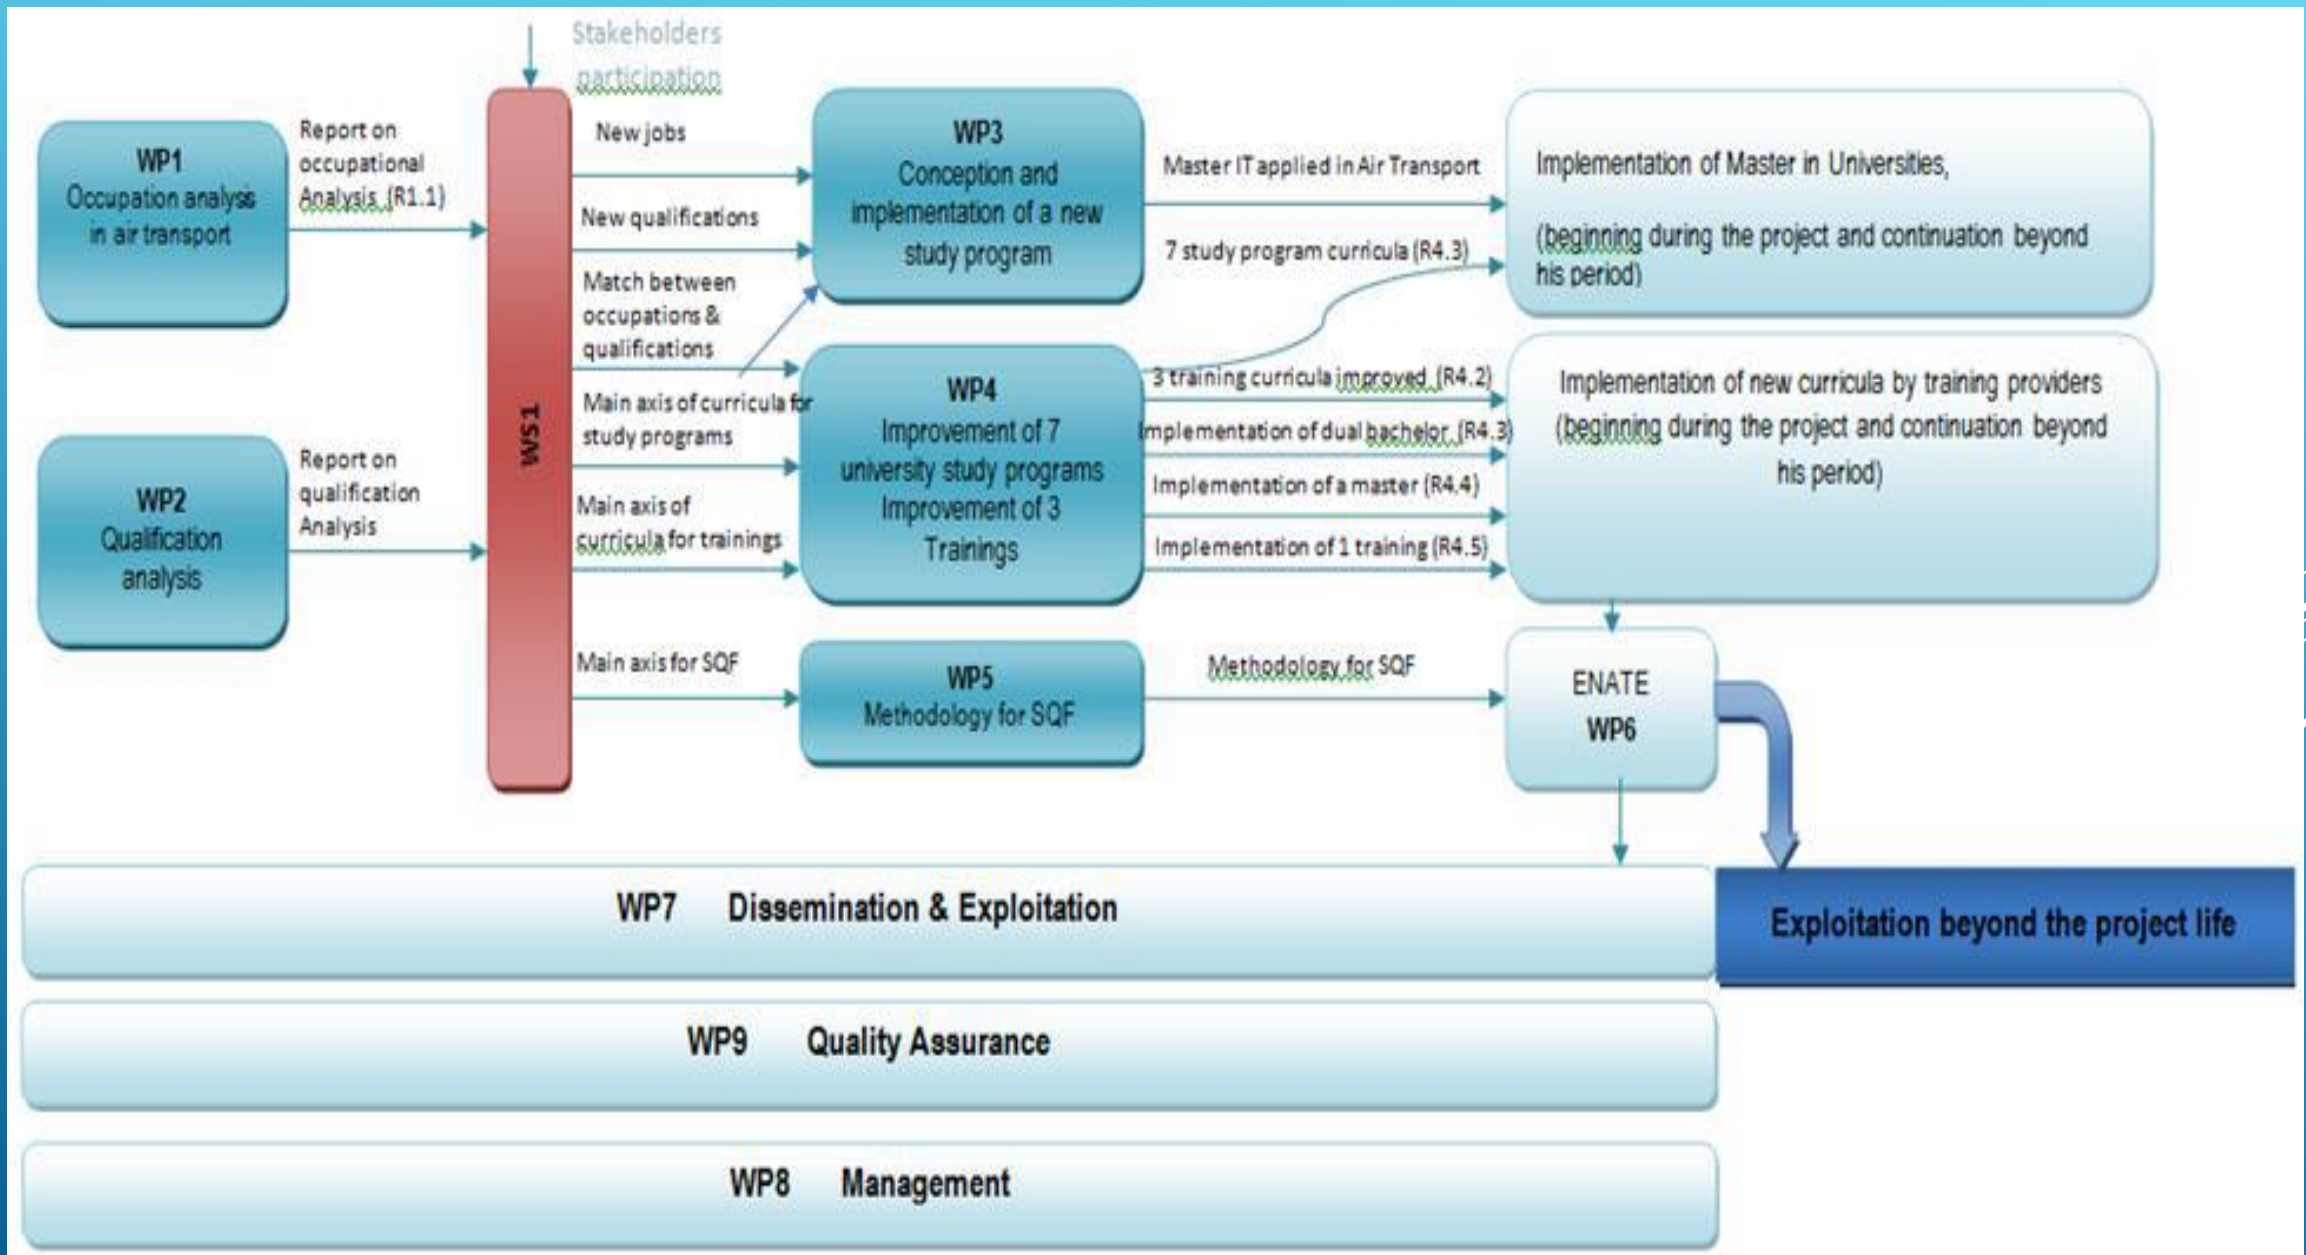 Stakeholders
participation
WP1
Occupation analysis
in air transport
Report on
occupational
Analysis (R1.1)
WP2
Qualification
analysis
Report on
qualification
Analysis
WS1
New jobs
New qualifications
Match between
occupations &
qualifications
Main axis of curricula for
study programs
Main axis of
curricula for trainings
Main axis for SQF
WP3
Conception and
implementation of a new
study program
WP4
Improvement of 7
university study programs
Improvement of 3
Trainings
WP5
Methodology for SQF
Master IT applied in Air Transport
7 study program curricula (R4.3)
3 training curricula improved (R4.2)
Implementation of dual bachelor (R4.3)
Implementation of a master (R4.4)
Implementation of 1 training (R4.5)
Methodology for SQF
Implementation of Master in Universities,
(beginning during the project and continuation beyond
his period)
Implementation of new curricula by training providers
(beginning during the project and continuation beyond
his period)
ENATE
WP6
WP7 Dissemination & Exploitation
Exploitation beyond the project life
WP9 Quality Assurance
WP8 Management